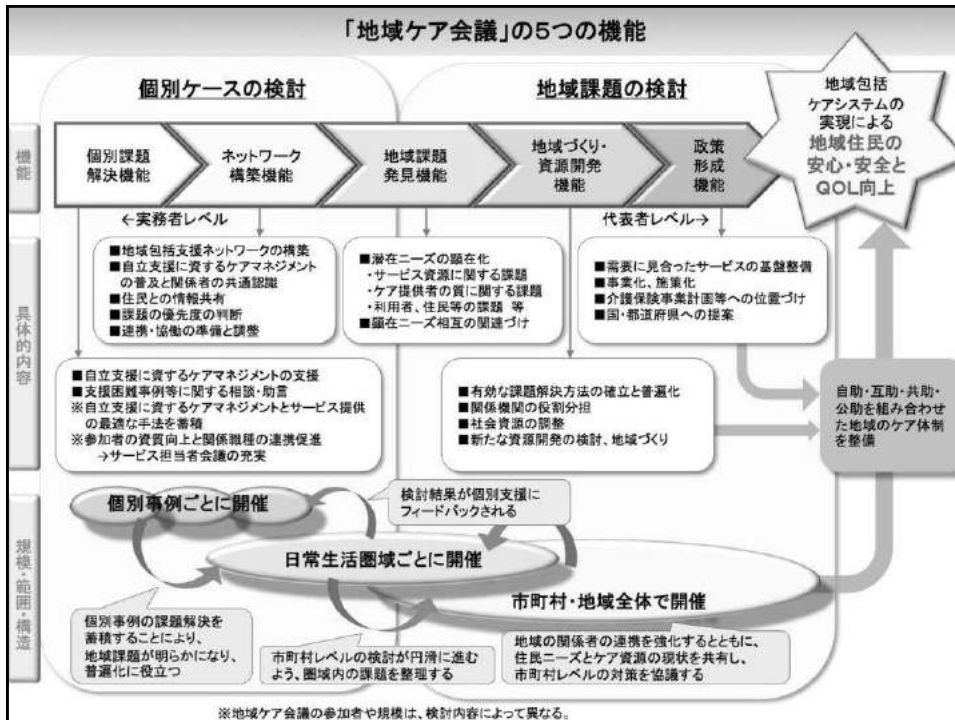 「地域ケア会議」の5つの機能
個別ケースの検討
地域課題の検討
地域包括
ケアシステムの
実現による
地域住民の
安心・安全と
QOL向上
機能
個別課題
解決機能
ネットワーク
構築機能
地域課題
発見機能
地域づくり・
資源開発
機能
政策
形成
機能
←実務者レベル
代表者レベル→
具体的内容
■地域包括支援ネットワークの構築
■自立支援に資するケアマネジメント
の普及と関係者の共通認識
■住民との情報共有
■課題の優先度の判断
■連携・協働の準備と調整
■潜在ニーズの顕在化
・サービス資源に関する課題
・ケア提供者の質に関する課題
・利用者、住民等の課題 等
■顕在ニーズ相互の関連づけ
■需要に見合ったサービスの基盤整備
■事業化、施策化
■介護保険事業計画等への位置づけ
■国・都道府県への提案
■自立支援に資するケアマネジメントの支援
■支援困難事例等に関する相談・助言
※自立支援に資するケアマネジメントとサービス提供
の最適な手法を蓄積
※参加者の資質向上と関係職種の連携促進
→サービス担当者会議の充実
■有効な課題解決方法の確立と普遍化
■関係機関の役割分担
■社会資源の調整
■新たな資源開発の検討、地域づくり
自助・互助・共助・
公助を組み合わせ
た地域のケア体制
を整備
規模・範囲・構造
個別事例ごとに開催
検討結果が個別支援に
フィードバックされる
日常生活圏域ごとに開催
市町村・地域全体で開催
個別事例の課題解決を
蓄積することにより、
地域課題が明らかになり、
普遍化に役立つ
市町村レベルの検討が円滑に進む
よう、圏域内の課題を整理する
地域の関係者の連携を強化するとともに、
住民ニーズとケア資源の現状を共有し、
市町村レベルの対策を協議する
※地域ケア会議の参加者や規模は、検討内容によって異なる。